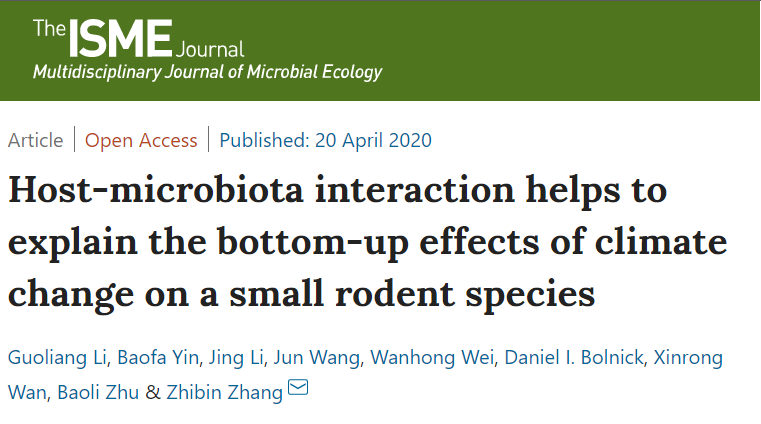 The ISME Journal
Multidisciplinary Journal of Microbial Ecology
Article | Open Access | Published: 20 April 2020
Host-microbiota interaction helps to
explain the bottom-up effects of climate
change on a small rodent species
Guoliang Li, Baofa Yin, Jing Li, Jun Wang, Wanhong Wei, Daniel I. Bolnick, Xinrong
Wan, Baoli Zhu & Zhibin Zhang